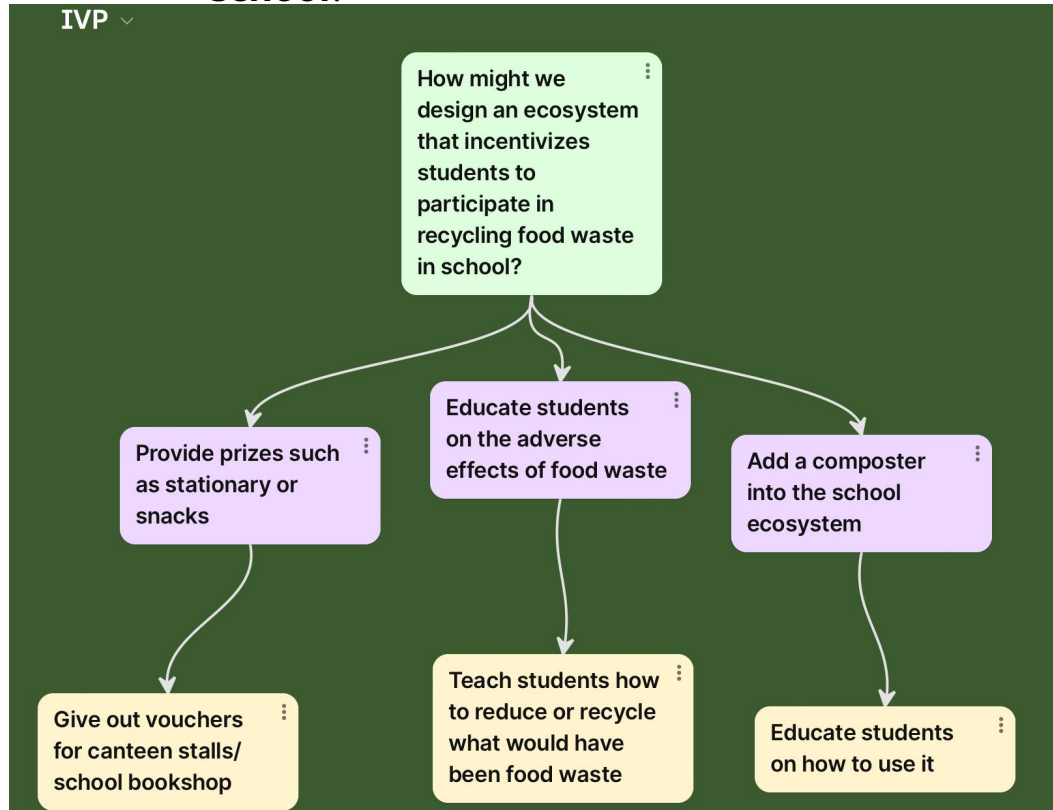 IVP
How might we
design an ecosystem
that incentivizes
students to
participate in
recycling food waste
in school?
Provide prizes such
as stationary or
snacks
Educate students
on the adverse
effects of food waste
Add a composter
into the school
ecosystem
Give out vouchers
for canteen stalls/
school bookshop
Teach students how
to reduce or recycle
what would have
been food waste
Educate students
on how to use it